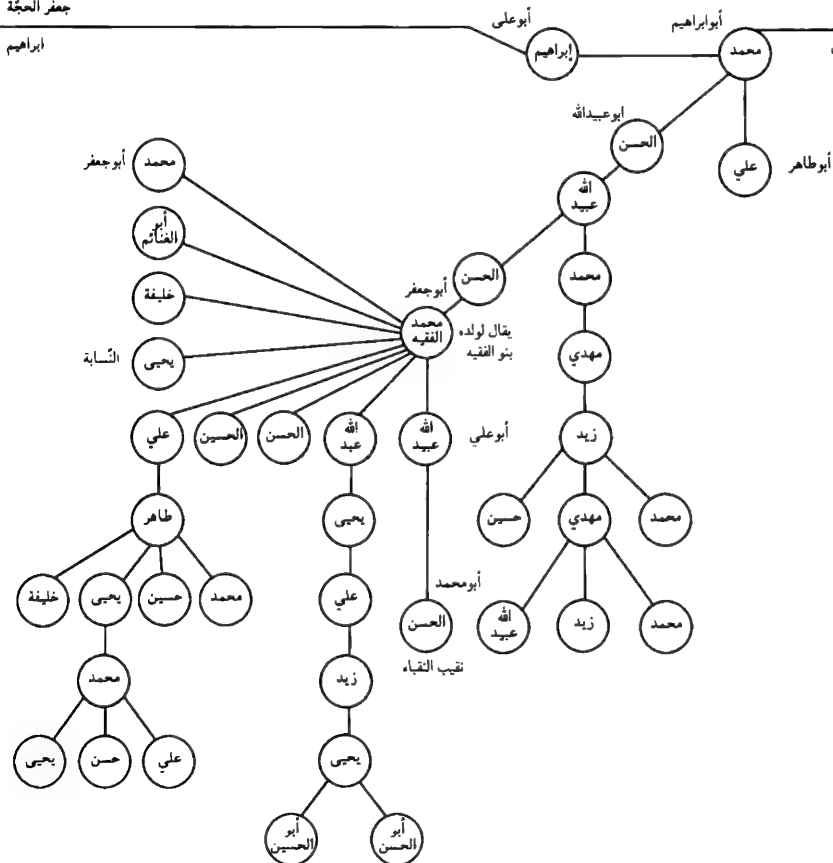 جعفر الحجّة
ابراهيم
أبوابراهيم
محمد
أبوعلى
إبراهيم
أبوطاهر
علي
ابوعبيدالله
الحسن
الله
عبيد
محمد
مهدي
زيد
محمد
مهدي
حسين
محمد
زيد
الله
عبيد
الحسن
أبوجعفر
محمد
الفقيه
يقال لولده
بنو الفقيه
محمد
أبوجعفر
أبو
الغنائم
خليفة
يحيى
النّسابة
أبوعلي
الله
عبيد
الله
عبد
الحسن
الحسين
علي
أبومحمد
الحسن
نقيب النقباء
يحيى
علي
زيد
يحيى
أبو
الحسن
أبو
الحسين
طاهر
محمد
حسين
يحيى
خليفة
محمد
علي
حسن
يحيى